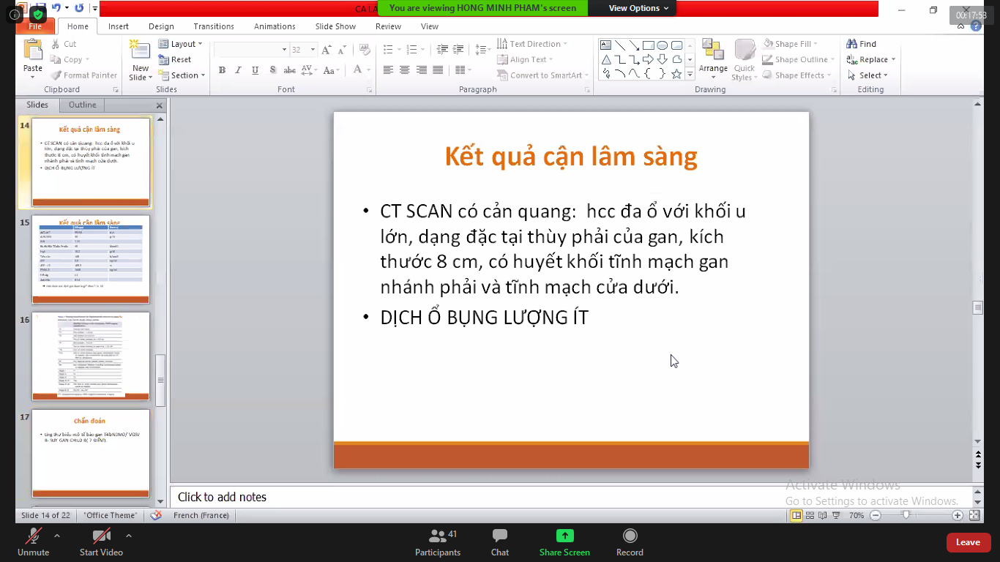 CA LA
You are viewing HONG MINH PHAM's screen
View Options
00:17:53
File Home Insert Design Transitions Animations Slide Show Review View
Paste
Cut
Copy
Format Painter
Clipboard
New
Slide
Layout
Reset
Section
Slides
32
B I U S abc AV Aa A
Font
Text Direction
Align Text
Convert to SmartArt
Paragraph
Arrange
Quick
Styles
Shape Fill
Shape Outline
Shape Effects
Drawing
Find
Replace
Select
Editing
Slides Outline
14
Kết quả cận lâm sàng
• CT SCAN có cản quang: hcc đa ổ với khối u
lớn, dạng đặc tại thùy phải của gan, kích
thước 8 cm, có huyết khối tĩnh mạch gan
nhánh phải và tĩnh mạch cửa dưới.
• DỊCH Ổ BỤNG LƯỢNG ÍT
15
Kết quả cận lâm sàng
16
17
Chẩn đoán
• Ung thư biểu mô tế bào gan T4bN0M0/ VGSV
B- SUY GAN CHILD B( 7 ĐIỂM).
Kết quả cận lâm sàng
• CT SCAN có cản quang: hcc đa ổ với khối u
lớn, dạng đặc tại thùy phải của gan, kích
thước 8 cm, có huyết khối tĩnh mạch gan
nhánh phải và tĩnh mạch cửa dưới.
• DỊCH Ổ BỤNG LƯỢNG ÍT
Click to add notes
Activate Windows
Go to Settings to activate Windows.
Slide 14 of 22 "Office Theme" French (France) 70%
Unmute
Start Video
41
Participants
Chat
Share Screen
Record
Leave